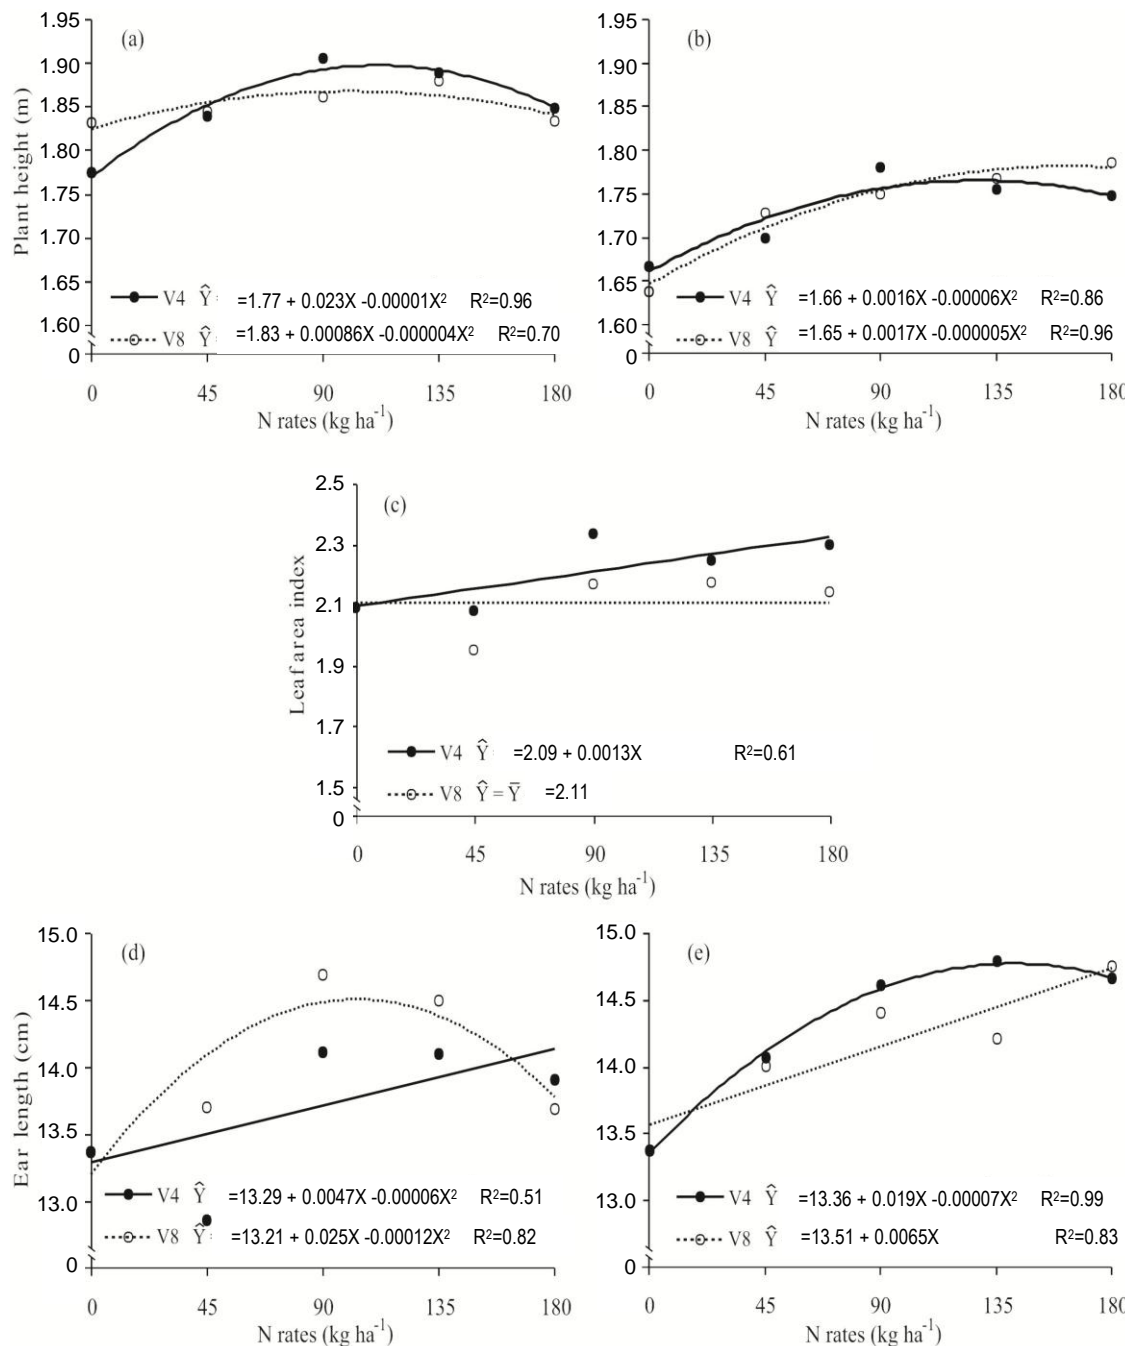 (a)
1.95
1.90
1.85
1.80
1.75
1.70
1.65
1.60
0
Plant height (m)
V4 Ŷ =1.77 + 0.023X -0.00001X² R²=0.96
V8 Ŷ =1.83 + 0.00086X -0.000004X² R²=0.70
0 45 90 135 180
N rates (kg ha⁻¹)
(b)
1.95
1.90
1.85
1.80
1.75
1.70
1.65
1.60
0
V4 Ŷ =1.66 + 0.0016X -0.00006X² R²=0.86
V8 Ŷ =1.65 + 0.0017X -0.000005X² R²=0.96
0 45 90 135 180
N rates (kg ha⁻¹)
(c)
2.5
2.3
2.1
1.9
1.7
1.5
0
Leaf area index
V4 Ŷ =2.09 + 0.0013X R²=0.61
V8 Ŷ = Ȳ =2.11
0 45 90 135 180
N rates (kg ha⁻¹)
(d)
15.0
14.5
14.0
13.5
13.0
0
Ear length (cm)
V4 Ŷ =13.29 + 0.0047X -0.00006X² R²=0.51
V8 Ŷ =13.21 + 0.025X -0.00012X² R²=0.82
0 45 90 135 180
N rates (kg ha⁻¹)
(e)
15.0
14.5
14.0
13.5
13.0
0
V4 Ŷ =13.36 + 0.019X -0.00007X² R²=0.99
V8 Ŷ =13.51 + 0.0065X R²=0.83
0 45 90 135 180
N rates (kg ha⁻¹)